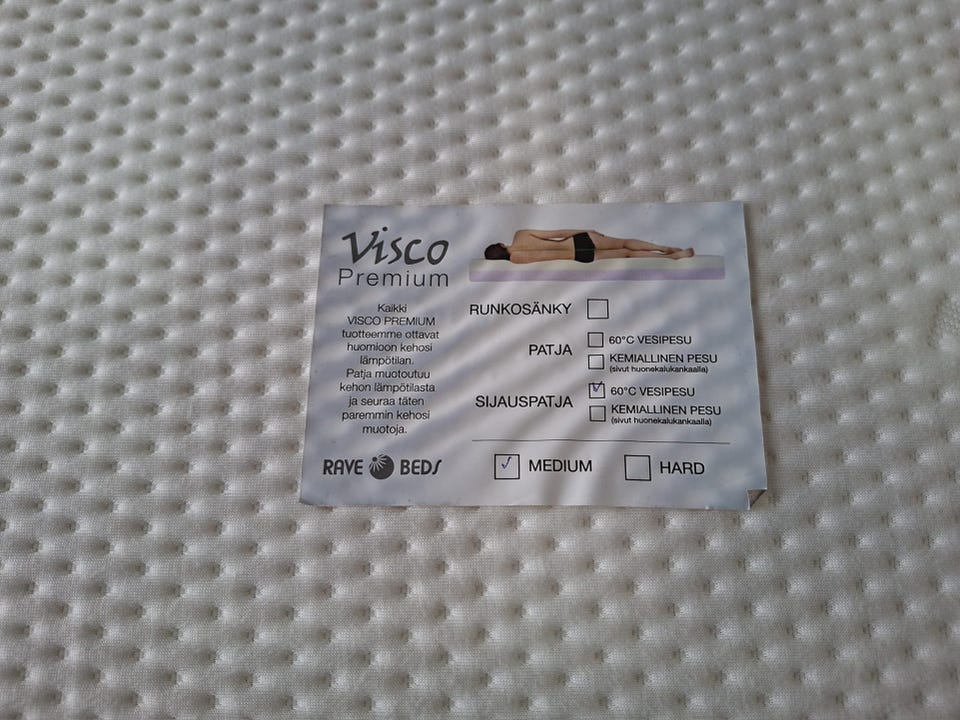 Visco
Premium
Kaikki
VISCO PREMIUM
tuotteemme ottavat
huomioon kehosi
lämpötilan.
Patja muotoutuu
kehon lämpötilasta
ja seuraa täten
paremmin kehosi
muotoja.
RAVE BEDS
RUNKOSÄNKY
PATJA
60°C VESIPESU
KEMIALLINEN PESU
(sivut huonekalukankaalla)
SIJAUSPATJA
60°C VESIPESU
KEMIALLINEN PESU
(sivut huonekalukankaalla)
MEDIUM
HARD